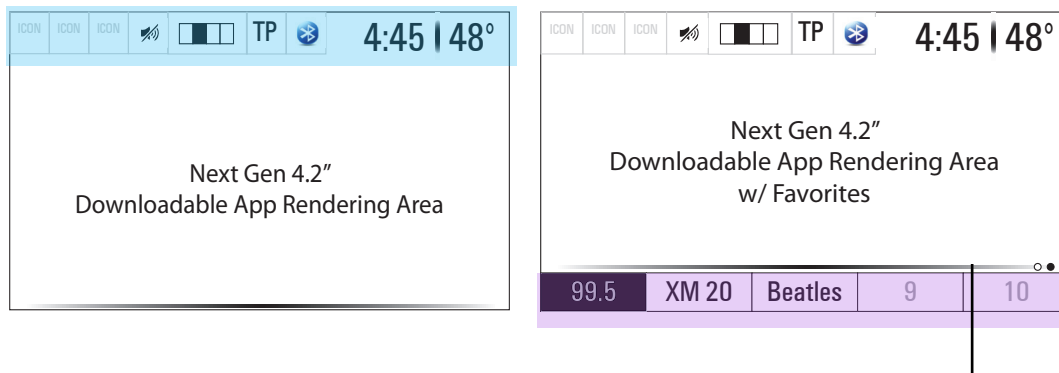 ICON ICON ICON TP 4:45 48°
Next Gen 4.2”
Downloadable App Rendering Area
ICON ICON ICON TP 4:45 48°
Next Gen 4.2”
Downloadable App Rendering Area
w/ Favorites
99.5 XM 20 Beatles 9 10